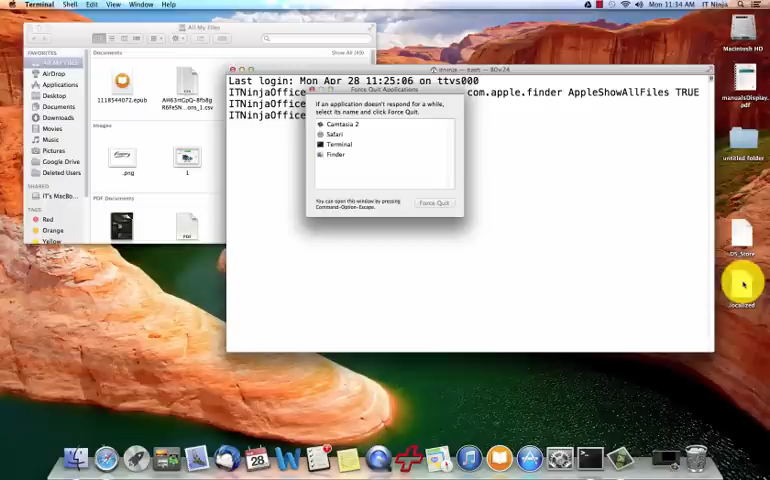 Terminal Shell Edit View Window Help
Mon 11:34 AM IT Ninja
All My Files
FAVORITES
All My Files
AirDrop
Applications
Desktop
Documents
Downloads
Movies
Music
Pictures
Google Drive
Deleted Users
SHARED
IT's MacBo...
TAGS
Red
Orange
Yellow
Documents
Show All
1118544072.epub
Images
.png
1
PDF Documents
PDF
Last login: Mon Apr 28 11:25:06 on ttys000
ITNinjaOffice com.apple.finder AppleShowAllFiles TRUE
ITNinjaOffice
ITNinjaOffice
Force Quit Applications
If an application doesn't respond for a while,
select its name and click Force Quit.
Camtasia 2
Safari
Terminal
Finder
You can open this window by pressing
Command-Option-Escape.
Force Quit
Macintosh HD
manualsDisplay.
pdf
untitled folder
.DS_Store
.localized
28